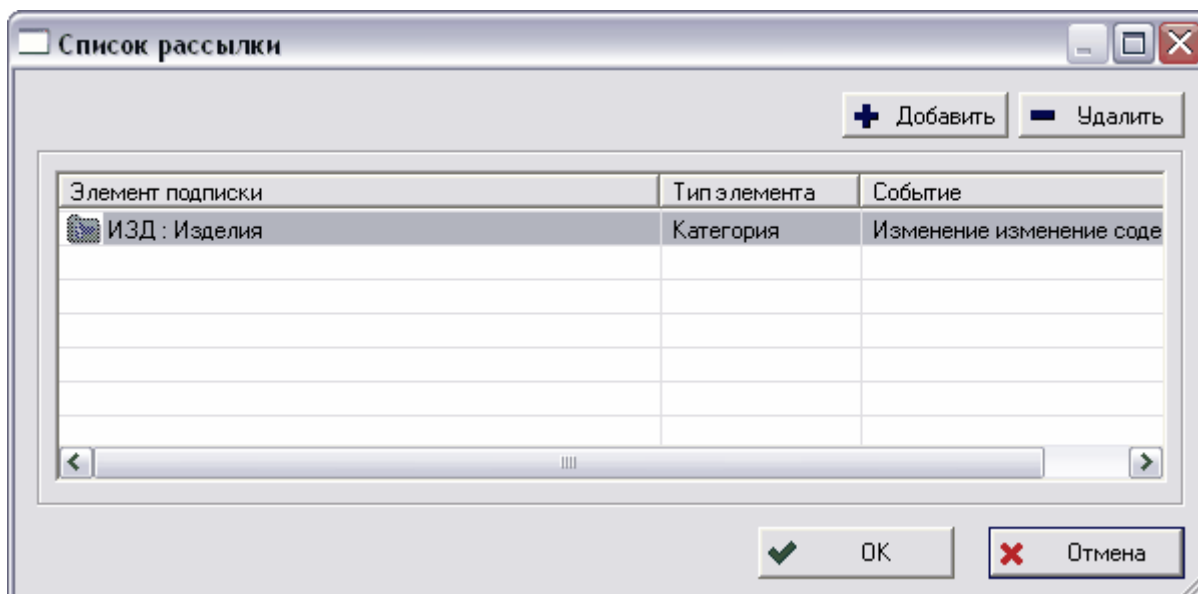 Список рассылки
Добавить Удалить
Элемент подписки Тип элемента Событие
ИЗД : Изделия Категория Изменение изменение соде
OK Отмена